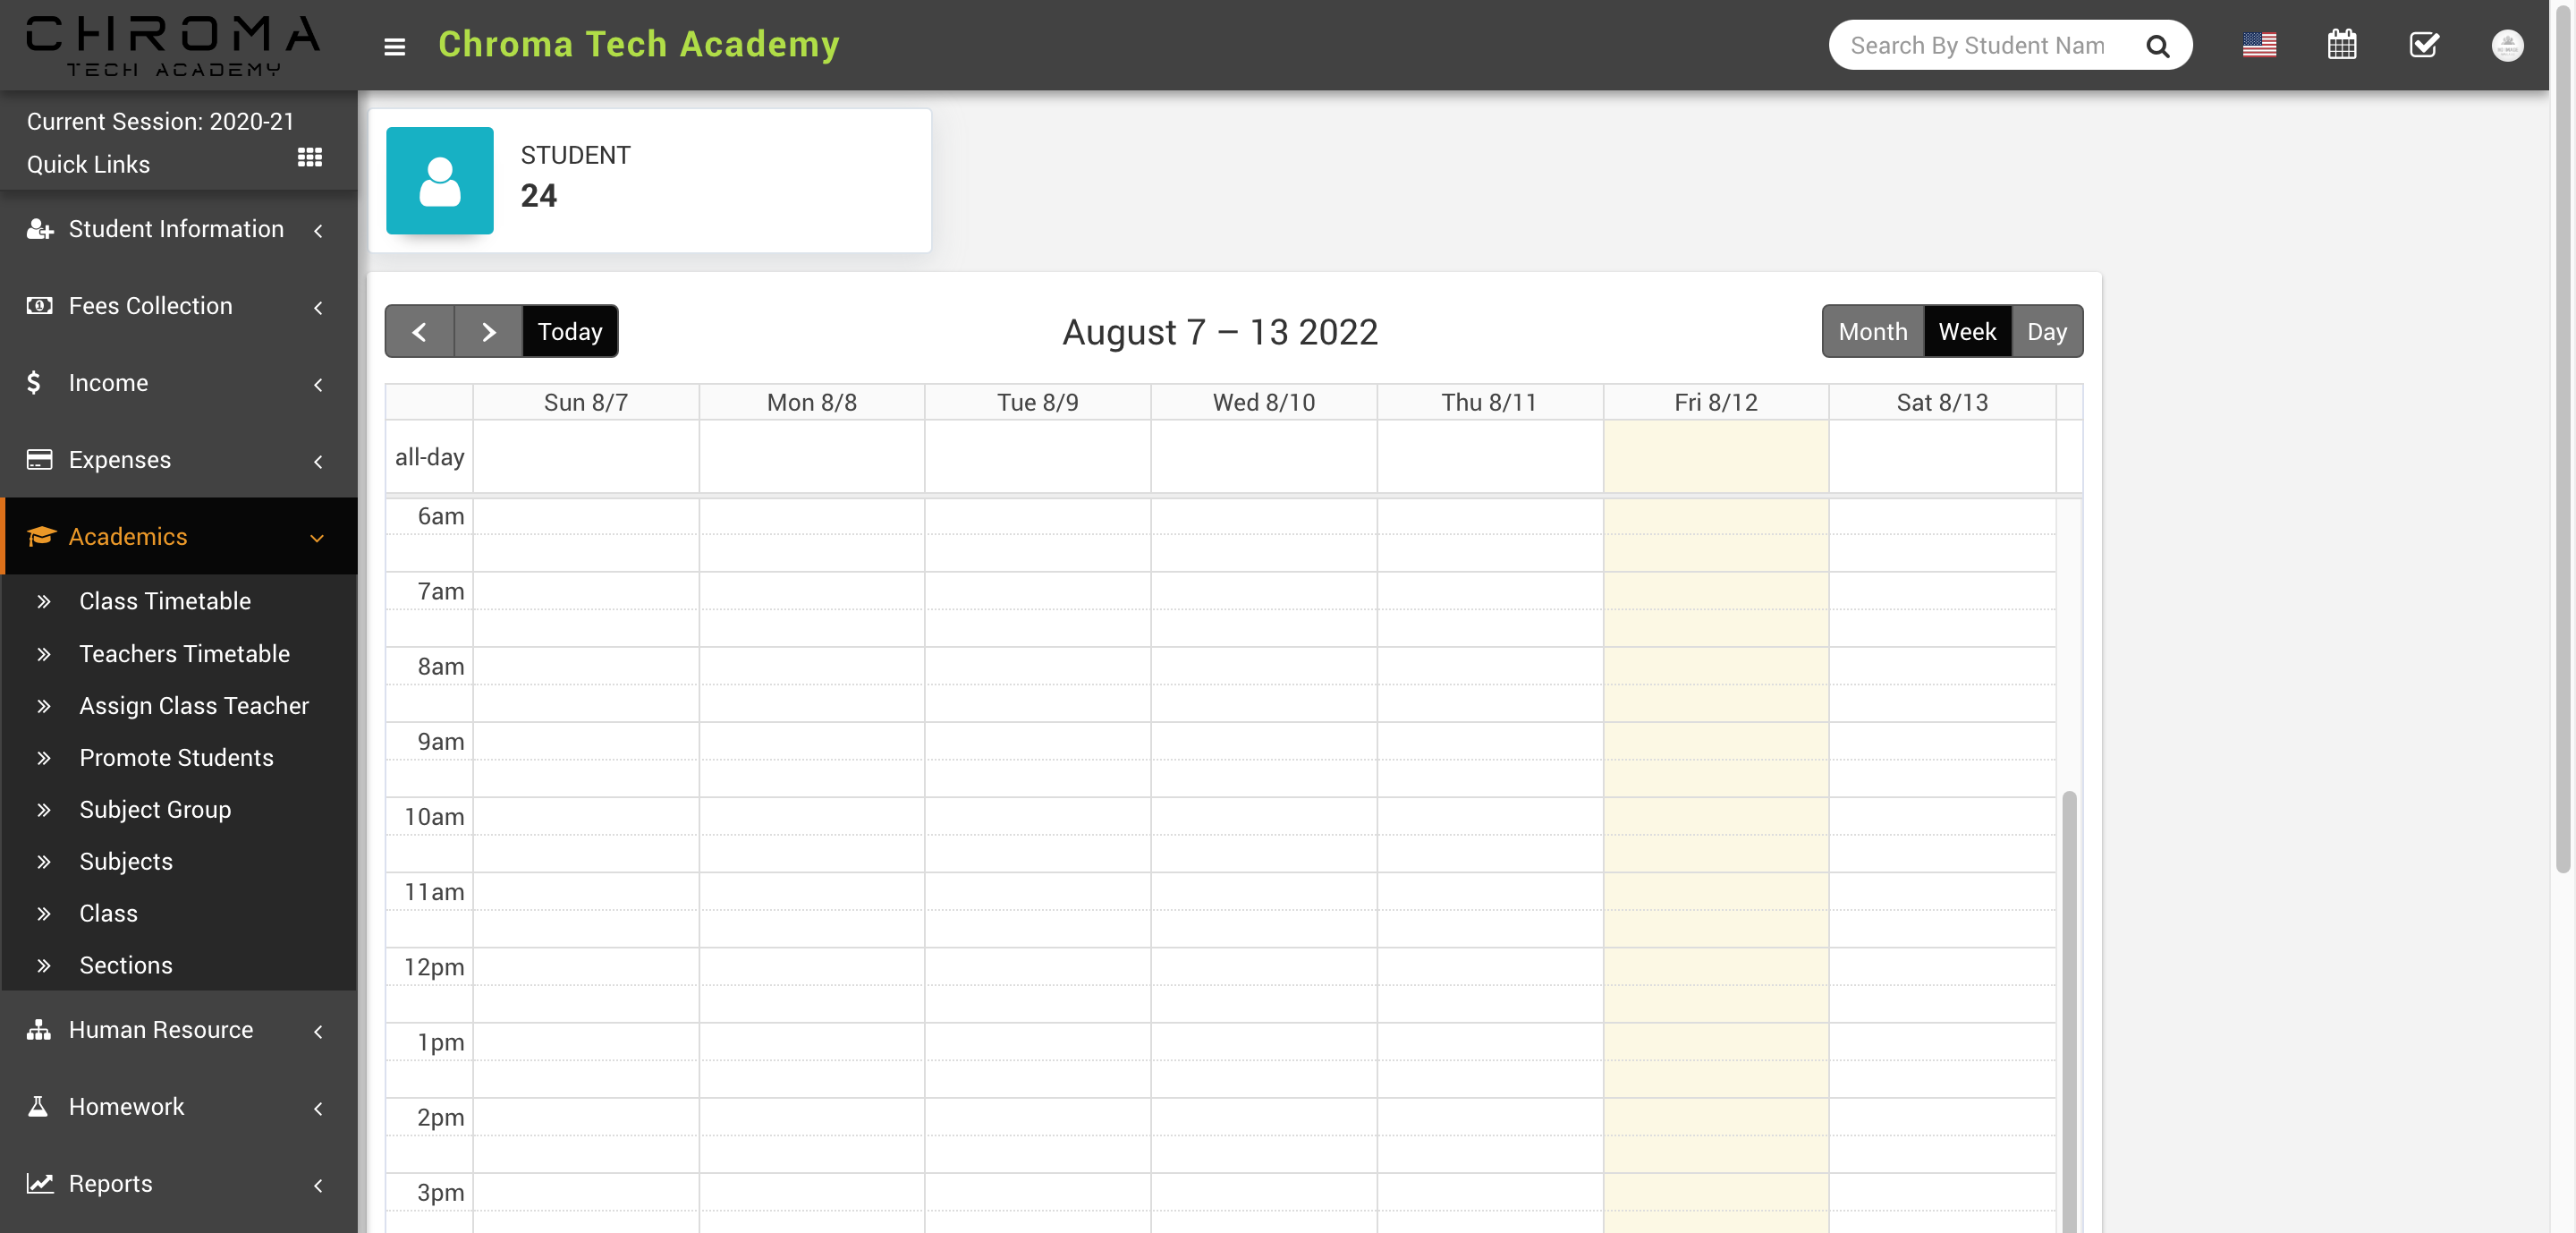 CHROMA
TECH ACADEMY
Chroma Tech Academy
Search By Student Nam
Current Session: 2020-21
Quick Links
Student Information
Fees Collection
Income
Expenses
Academics
Class Timetable
Teachers Timetable
Assign Class Teacher
Promote Students
Subject Group
Subjects
Class
Sections
Human Resource
Homework
Reports
STUDENT
24
Today
August 7 – 13 2022
Month Week Day
Sun 8/7 Mon 8/8 Tue 8/9 Wed 8/10 Thu 8/11 Fri 8/12 Sat 8/13
all-day
6am
7am
8am
9am
10am
11am
12pm
1pm
2pm
3pm